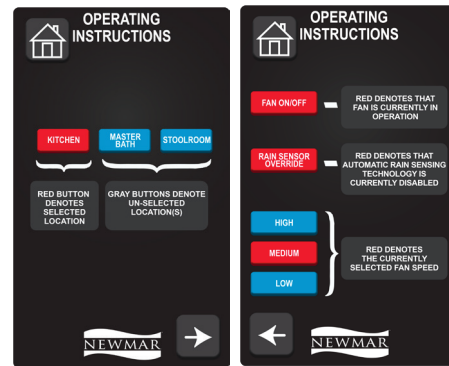 OPERATING
INSTRUCTIONS
KITCHEN
MASTER
BATH
STOOLROOM
RED BUTTON
DENOTES
SELECTED
LOCATION
GRAY BUTTONS DENOTE
UN-SELECTED
LOCATION(S)
NEWMAR
OPERATING
INSTRUCTIONS
FAN ON/OFF
RED DENOTES THAT
FAN IS CURRENTLY IN
OPERATION
RAIN SENSOR
OVERRIDE
RED DENOTES THAT
AUTOMATIC RAIN SENSING
TECHNOLOGY IS
CURRENTLY DISABLED
HIGH
MEDIUM
LOW
RED DENOTES
THE CURRENTLY
SELECTED FAN SPEED
NEWMAR